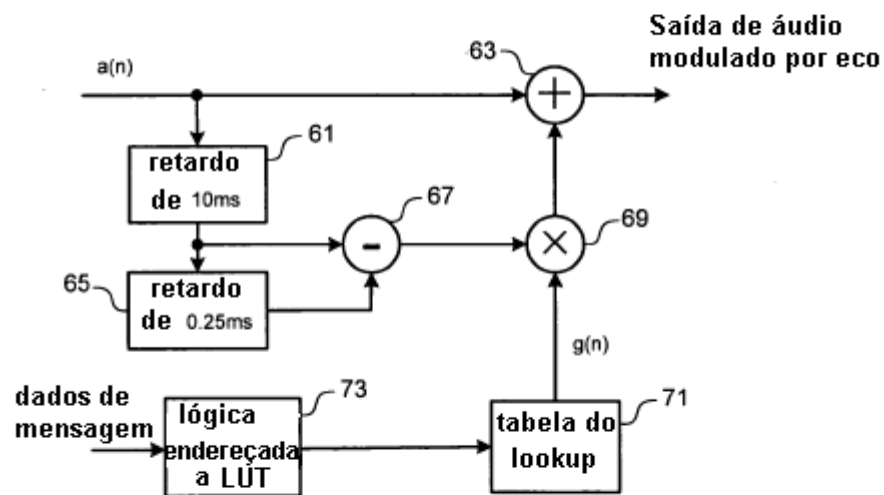 Saída de áudio
modulado por eco
a(n)
63
61
retardo
de 10ms
67
69
65
retardo
de 0.25ms
g(n)
dados de
mensagem
73
lógica
endereçada
a LUT
71
tabela do
lookup